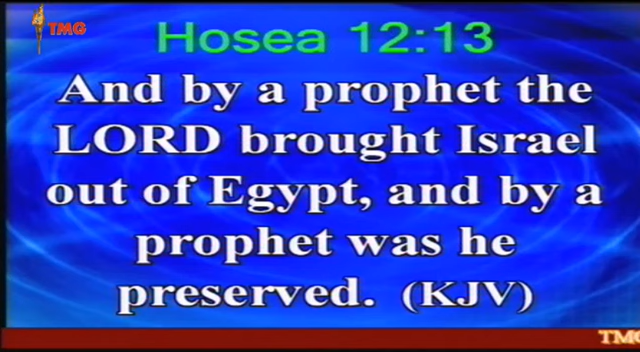 TMG
Hosea 12:13
And by a prophet the
LORD brought Israel
out of Egypt, and by a
prophet was he
preserved. (KJV)
TMG